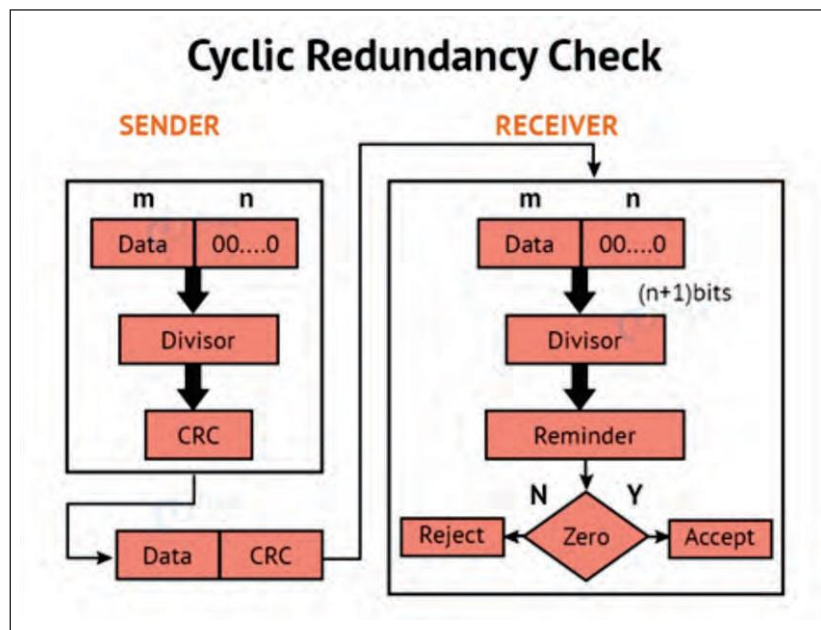 Cyclic Redundancy Check
SENDER
m n
Data 00....0
Divisor
CRC
Data CRC
RECEIVER
m n
Data 00....0
(n+1)bits
Divisor
Reminder
N Y
Reject Zero Accept